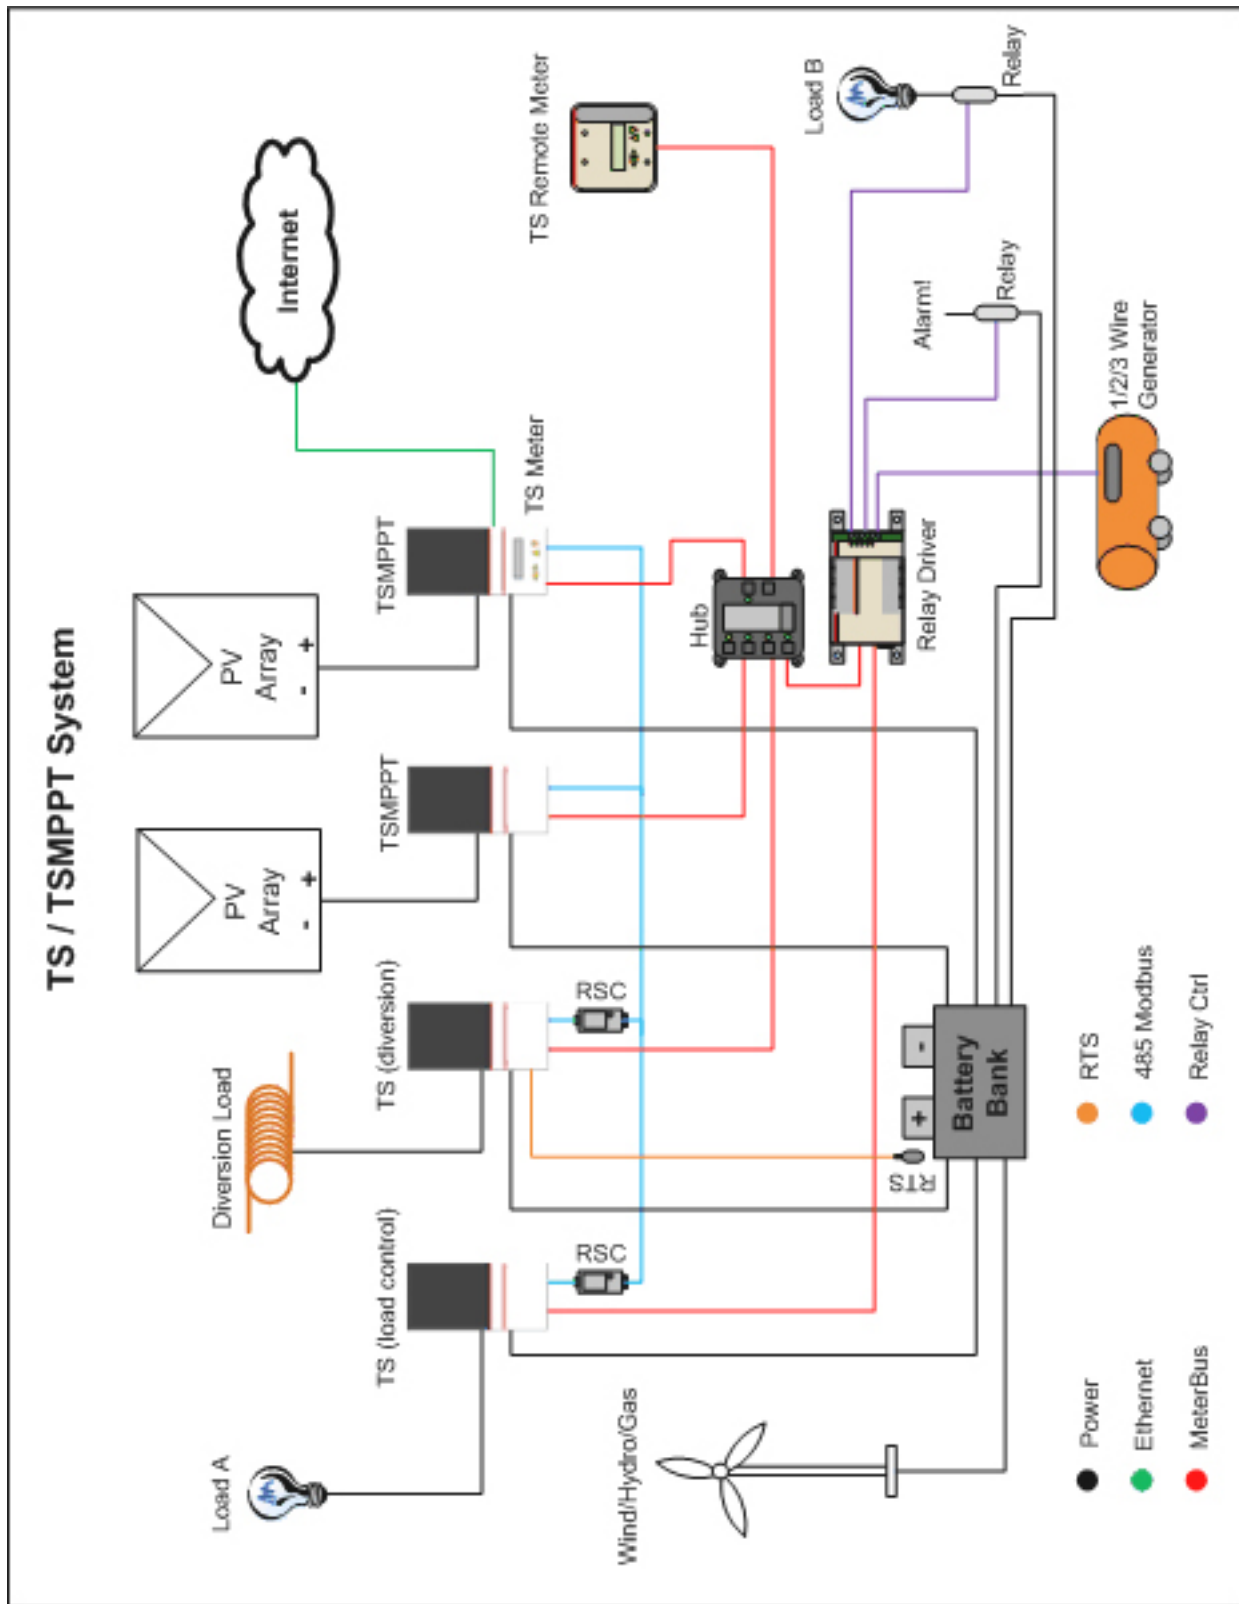 TS / TSMPPT System
Load A
Diversion Load
PV
Array
- +
PV
Array
- +
Internet
TS (load control)
TS (diversion)
TSMPPT
TSMPPT
TS Meter
TS Remote Meter
RSC
RSC
Hub
Load B
Relay
Relay Driver
Alarm!
Relay
Wind/Hydro/Gas
RTS
+ -
Battery
Bank
1/2/3 Wire
Generator
Power
RTS
Ethernet
485 Modbus
MeterBus
Relay Ctrl